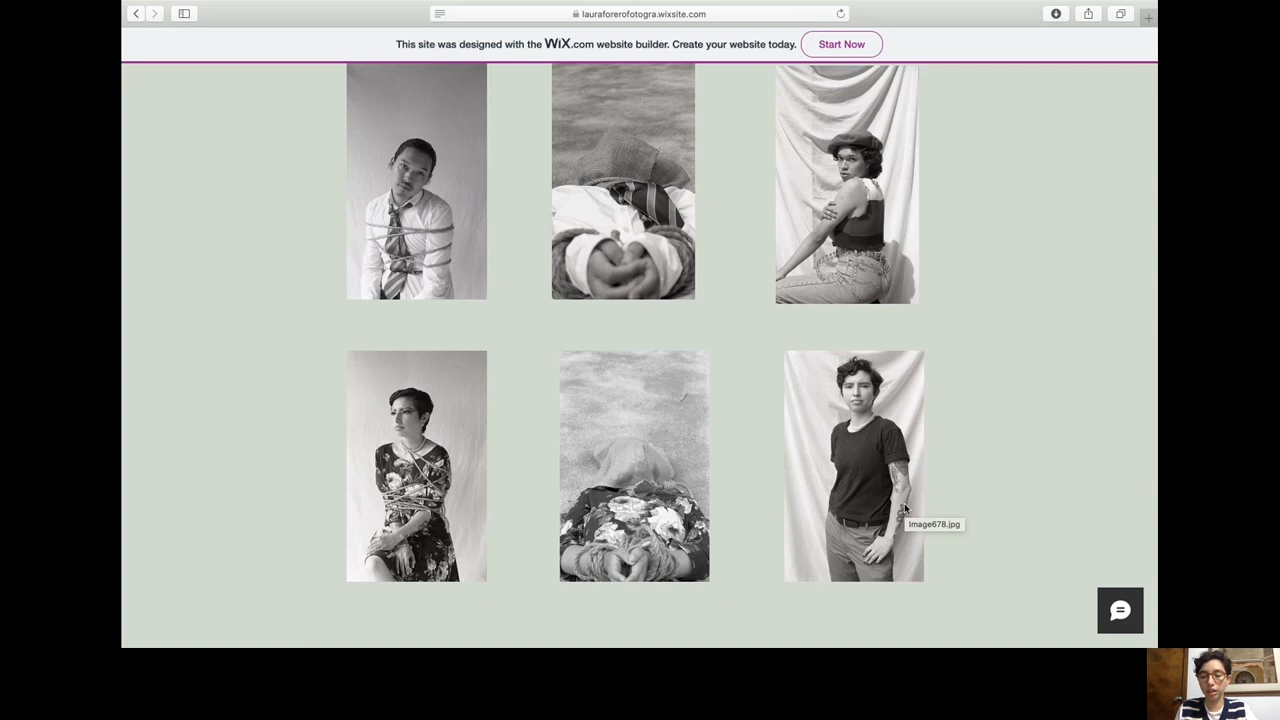 lauraforerofotogra.wixsite.com
This site was designed with the WiX.com website builder. Create your website today.
Start Now
Image678.jpg